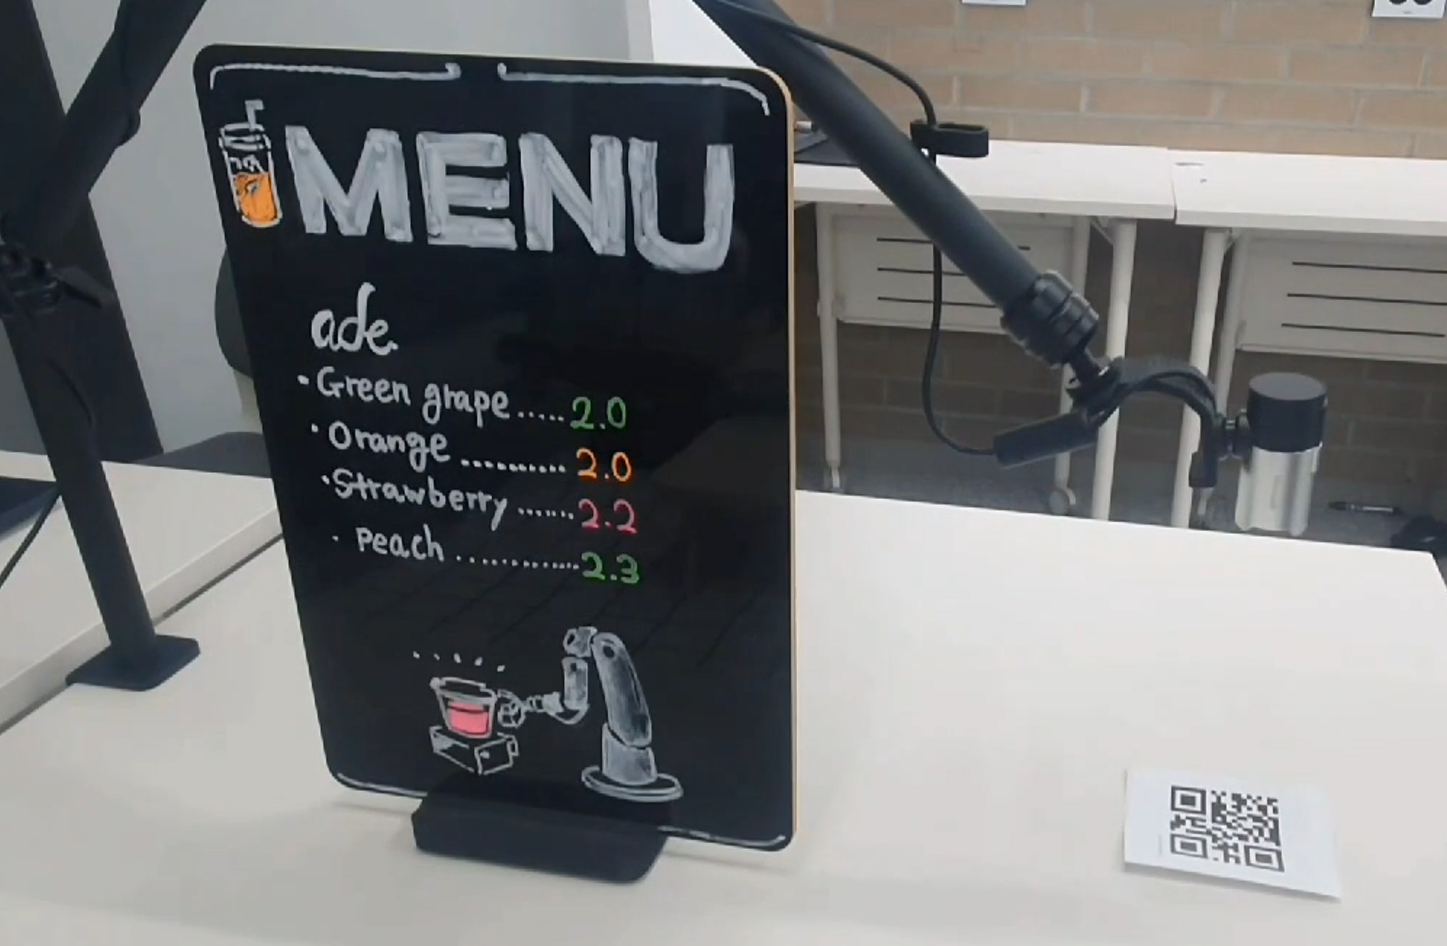 MENU
ade.
· Green grape ..... 2.0
· Orange .......... 2.0
· Strawberry ...... 2.2
· Peach ............ 2.3